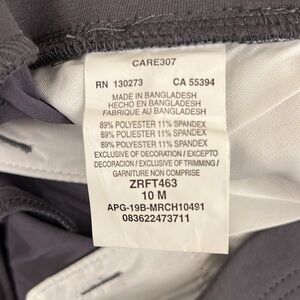 CARE307
RN 130273 CA 55394
MADE IN BANGLADESH
HECHO EN BANGLADESH
FABRIQUE AU BANGLADESH
89% POLYESTER 11% SPANDEX
89% POLYESTER 11% SPANDEX
89% POLYESTER 11% SPANDEX
EXCLUSIVE OF DECORATION / EXCEPTO
DECORACION / EXCLUSIVE OF TRIMMING /
GARNITURE NON COMPRISE
ZRFT463
10 M
APG-19B-MRCH10491
083622473711